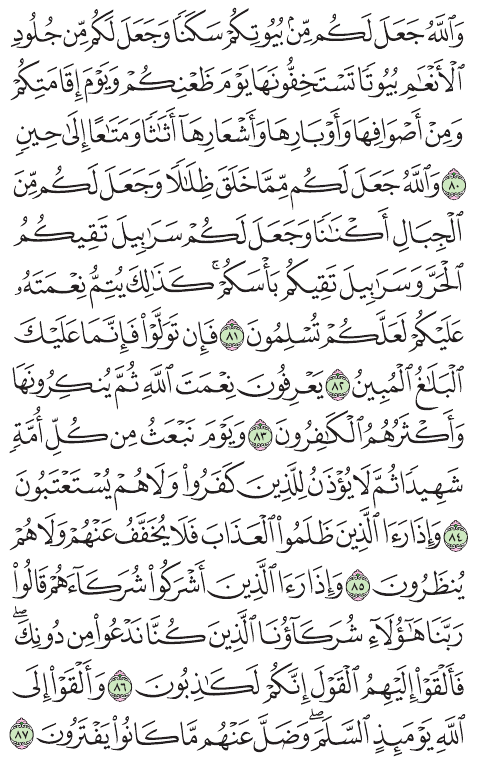 وَٱللَّهُ جَعَلَ لَكُم مِّنۢ بُيُوتِكُمْ سَكَنًا وَجَعَلَ لَكُم مِّن جُلُودِ
ٱلْأَنْعَٰمِ بُيُوتًا تَسْتَخِفُّونَهَا يَوْمَ ظَعْنِكُمْ وَيَوْمَ إِقَامَتِكُمْ
وَمِنْ أَصْوَافِهَا وَأَوْبَارِهَا وَأَشْعَارِهَآ أَثَٰثًا وَمَتَٰعًا إِلَىٰ حِينٍ
٨٠ وَٱللَّهُ جَعَلَ لَكُم مِّمَّا خَلَقَ ظِلَٰلًا وَجَعَلَ لَكُم مِّنَ
ٱلْجِبَالِ أَكْنَٰنًا وَجَعَلَ لَكُمْ سَرَٰبِيلَ تَقِيكُمُ
ٱلْحَرَّ وَسَرَٰبِيلَ تَقِيكُم بَأْسَكُمْ ۚ كَذَٰلِكَ يُتِمُّ نِعْمَتَهُۥ
عَلَيْكُمْ لَعَلَّكُمْ تُسْلِمُونَ ٨١ فَإِن تَوَلَّوْا۟ فَإِنَّمَا عَلَيْكَ
ٱلْبَلَٰغُ ٱلْمُبِينُ ٨٢ يَعْرِفُونَ نِعْمَتَ ٱللَّهِ ثُمَّ يُنكِرُونَهَا
وَأَكْثَرُهُمُ ٱلْكَٰفِرُونَ ٨٣ وَيَوْمَ نَبْعَثُ مِن كُلِّ أُمَّةٍ
شَهِيدًا ثُمَّ لَا يُؤْذَنُ لِلَّذِينَ كَفَرُوا۟ وَلَا هُمْ يُسْتَعْتَبُونَ
٨٤ وَإِذَا رَءَا ٱلَّذِينَ ظَلَمُوا۟ ٱلْعَذَابَ فَلَا يُخَفَّفُ عَنْهُمْ وَلَا هُمْ
يُنظَرُونَ ٨٥ وَإِذَا رَءَا ٱلَّذِينَ أَشْرَكُوا۟ شُرَكَآءَهُمْ قَالُوا۟
رَبَّنَا هَٰٓؤُلَآءِ شُرَكَآؤُنَا ٱلَّذِينَ كُنَّا نَدْعُوا۟ مِن دُونِكَ ۖ
فَأَلْقَوْا۟ إِلَيْهِمُ ٱلْقَوْلَ إِنَّكُمْ لَكَٰذِبُونَ ٨٦ وَأَلْقَوْا۟ إِلَى
ٱللَّهِ يَوْمَئِذٍ ٱلسَّلَمَ ۖ وَضَلَّ عَنْهُم مَّا كَانُوا۟ يَفْتَرُونَ ٨٧